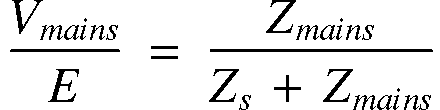 V_mains / E = Z_mains / (Z_s + Z_mains)